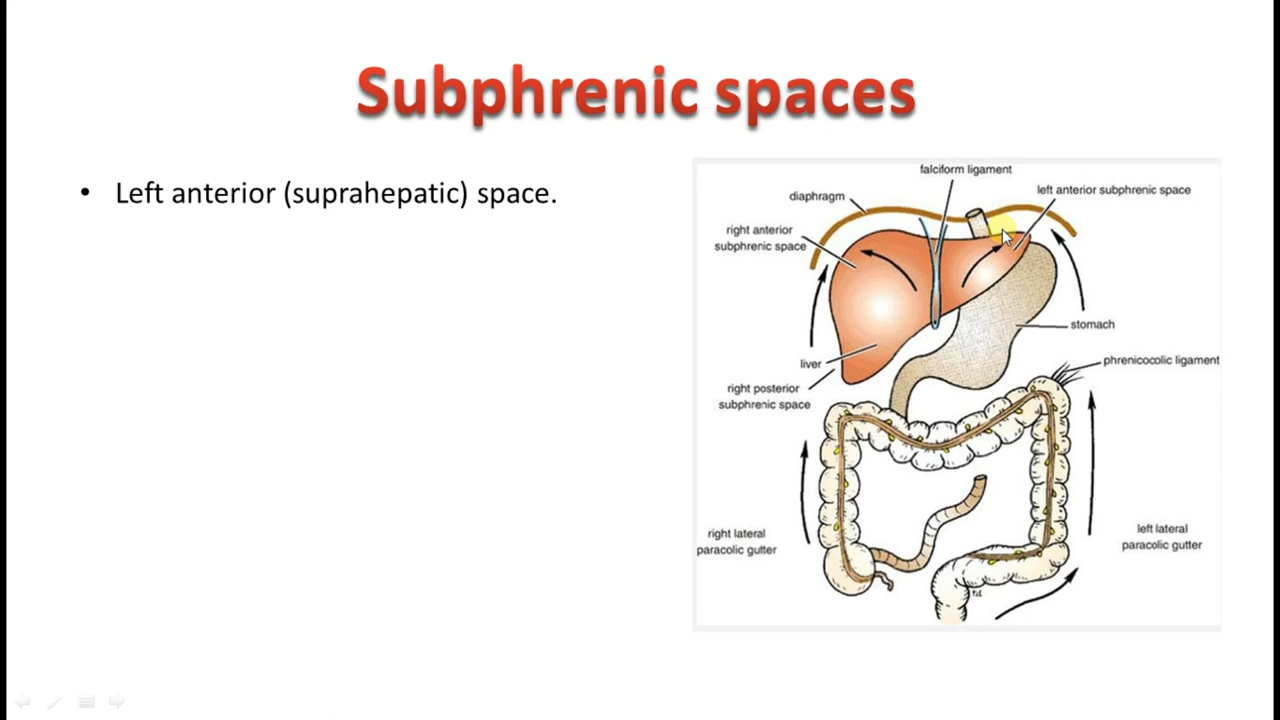 Subphrenic spaces
• Left anterior (suprahepatic) space.
falciform ligament
left anterior subphrenic space
diaphragm
right anterior
subphrenic space
stomach
phrenicocolic ligament
liver
right posterior
subphrenic space
right lateral
paracolic gutter
left lateral
paracolic gutter